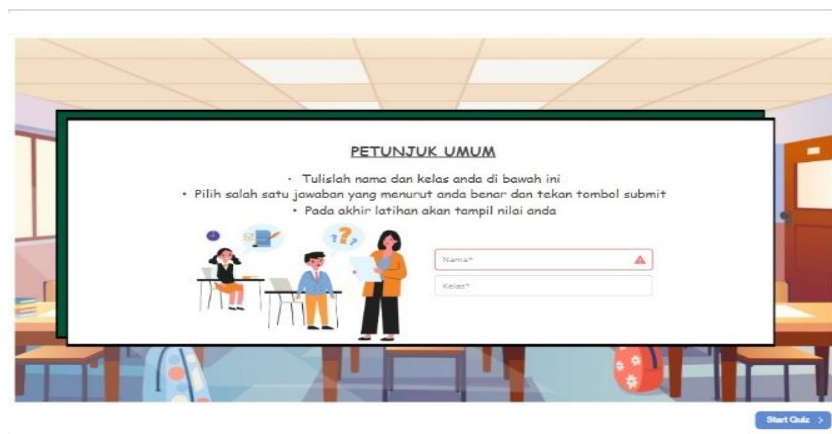 PETUNJUK UMUM
• Tulislah nama dan kelas anda di bawah ini
• Pilih salah satu jawaban yang menurut anda benar dan tekan tombol submit
• Pada akhir latihan akan tampil nilai anda
???
Nama*
Kelas*
Start Quiz >